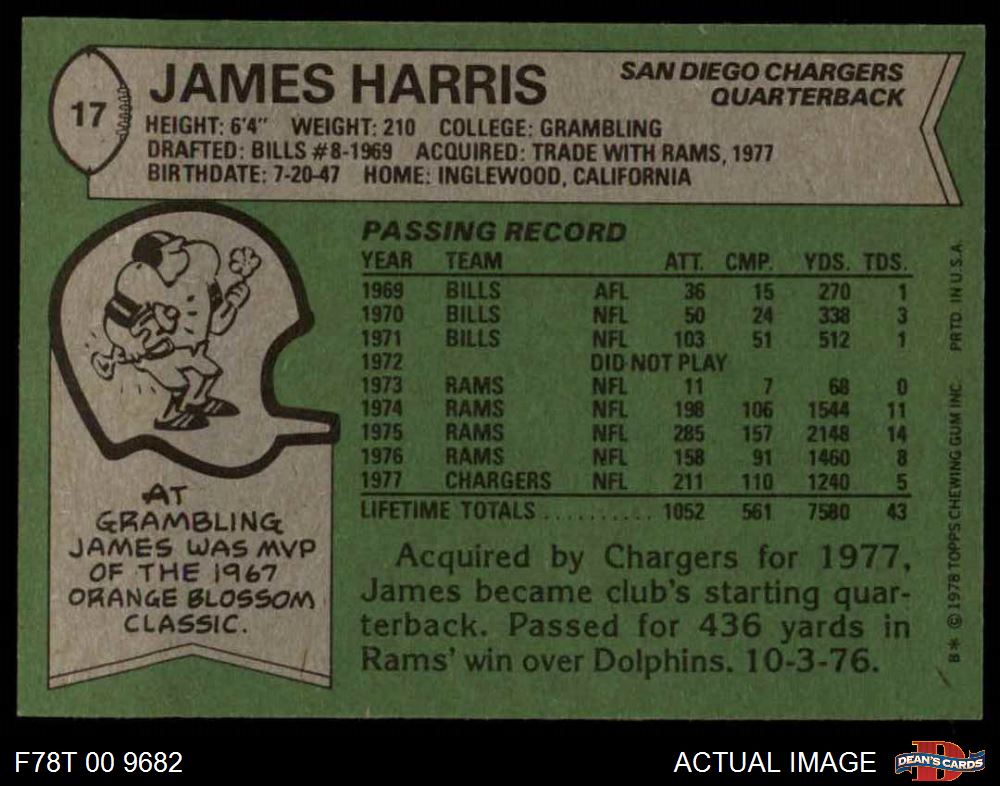 17
JAMES HARRIS
SAN DIEGO CHARGERS
QUARTERBACK
HEIGHT: 6'4" WEIGHT: 210 COLLEGE: GRAMBLING
DRAFTED: BILLS #8-1969 ACQUIRED: TRADE WITH RAMS, 1977
BIRTHDATE: 7-20-47 HOME: INGLEWOOD, CALIFORNIA
PASSING RECORD
YEAR TEAM ATT. CMP. YDS. TDS.
1969 BILLS AFL 36 15 270 1
1970 BILLS NFL 50 24 338 3
1971 BILLS NFL 103 51 512 1
1972 DID NOT PLAY
1973 RAMS NFL 11 7 68 0
1974 RAMS NFL 198 106 1544 11
1975 RAMS NFL 285 157 2148 14
1976 RAMS NFL 158 91 1460 8
1977 CHARGERS NFL 211 110 1240 5
LIFETIME TOTALS .......... 1052 561 7580 43
AT
GRAMBLING
JAMES WAS MVP
OF THE 1967
ORANGE BLOSSOM
CLASSIC.
Acquired by Chargers for 1977,
James became club's starting quar-
terback. Passed for 436 yards in
Rams' win over Dolphins. 10-3-76.
B* © 1978 TOPPS CHEWING GUM INC. PRTD. IN U.S.A.
F78T 00 9682
ACTUAL IMAGE
D
DEAN'S CARDS